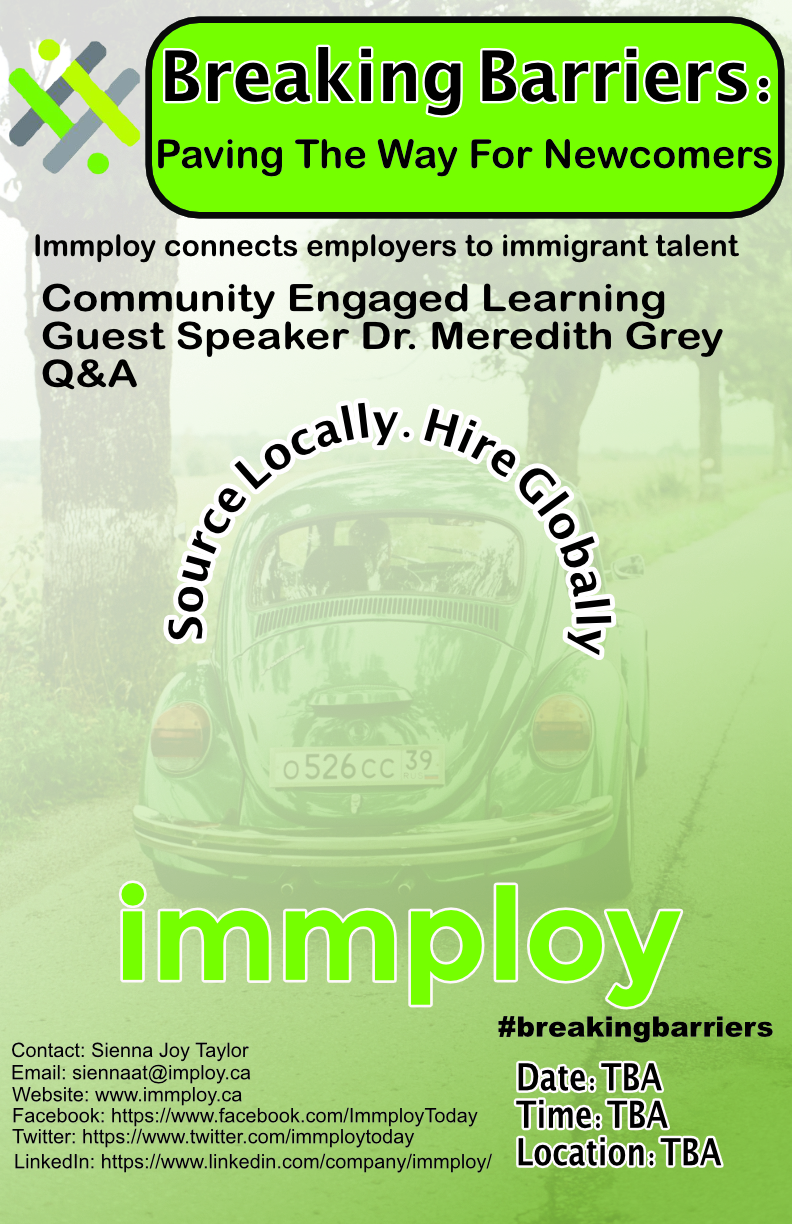 Breaking Barriers:
Paving The Way For Newcomers
Immploy connects employers to immigrant talent
Community Engaged Learning
Guest Speaker Dr. Meredith Grey
Q&A
Source Locally. Hire Globally
О526СС 39
immploy
#breakingbarriers
Contact: Sienna Joy Taylor
Email: siennaat@imploy.ca
Website: www.immploy.ca
Facebook: https://www.facebook.com/ImmployToday
Twitter: https://www.twitter.com/immploytoday
LinkedIn: https://www.linkedin.com/company/immploy/
Date: TBA
Time: TBA
Location: TBA